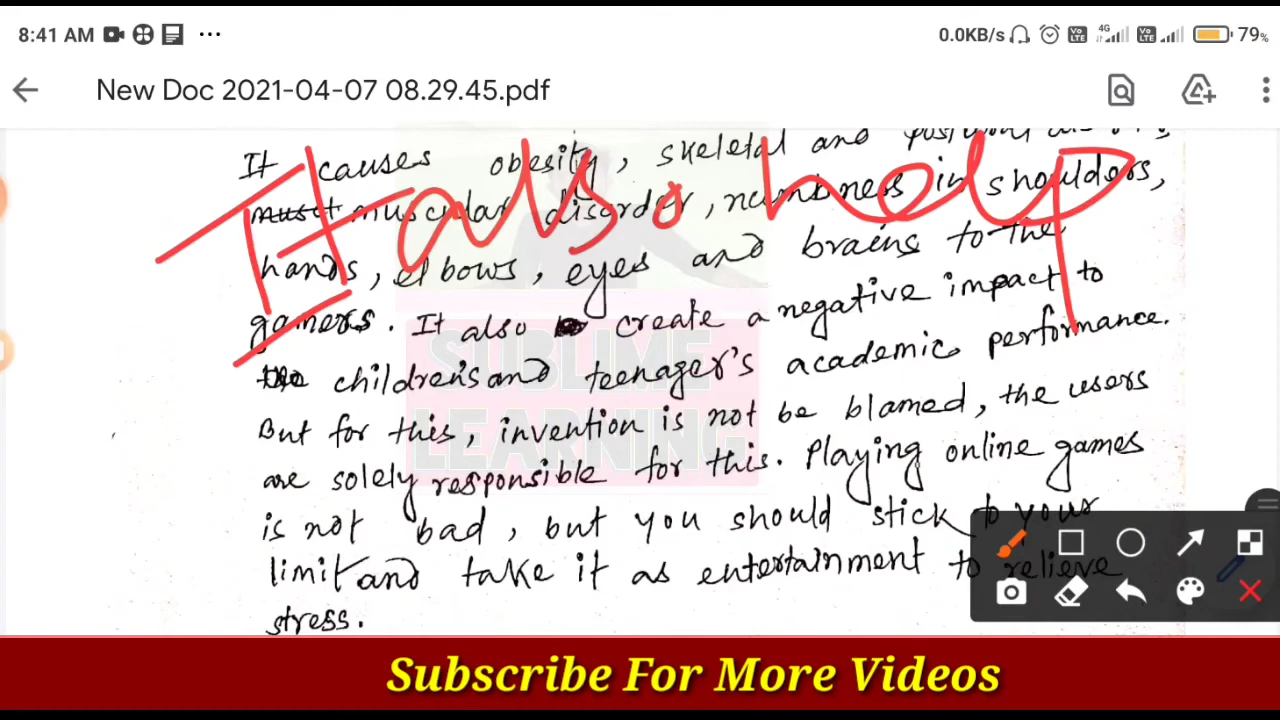 8:41 AM ... 0.0KB/s 4G 79%
New Doc 2021-04-07 08.29.45.pdf
It causes obesity, skeletal and
muscular disorder, numbness in shoulders,
hands, elbows, eyes and brains to the
gamers. It also create a negative impact to
children's and teenager's academic performance.
But for this, invention is not be blamed, the users
are solely responsible for this. Playing online games
is not bad, but you should stick to your
limit and take it as entertainment to relieve
stress.
It also help
SUBLIME
LEARNING
Subscribe For More Videos